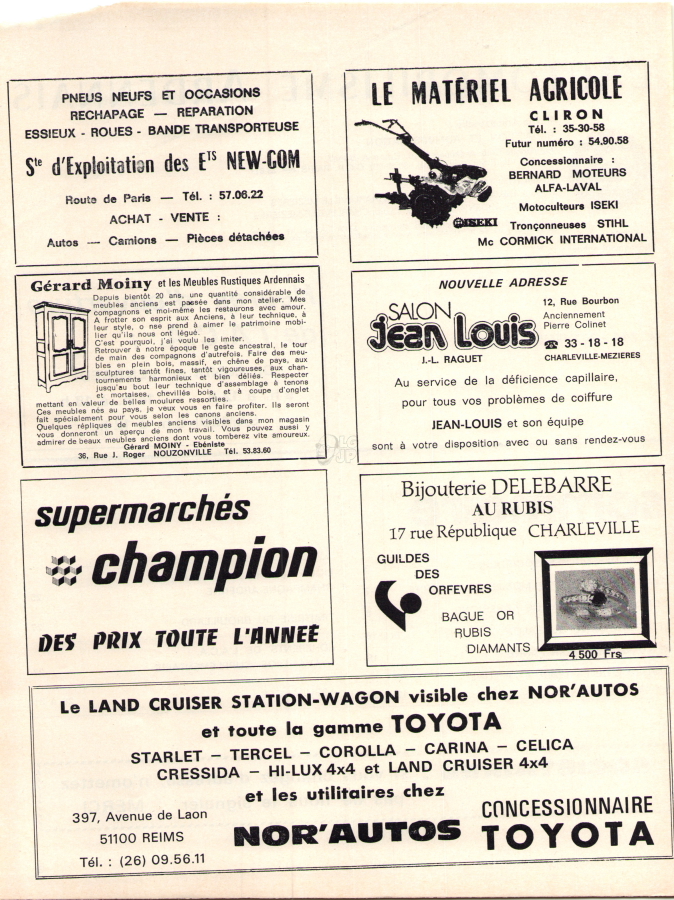 PNEUS NEUFS ET OCCASIONS
RECHAPAGE — REPARATION
ESSIEUX - ROUES - BANDE TRANSPORTEUSE
Ste d'Exploitation des ETS NEW-COM
Route de Paris — Tél. : 57.06.22
ACHAT - VENTE :
Autos — Camions — Pièces détachées
LE MATÉRIEL AGRICOLE
CLIRON
Tél. : 35-30-58
Futur numéro : 54.90.58
Concessionnaire :
BERNARD MOTEURS
ALFA-LAVAL
Motoculteurs ISEKI
ISEKI
Tronçonneuses STIHL
Mc CORMICK INTERNATIONAL
Gérard Moiny et les Meubles Rustiques Ardennais
Depuis bientôt 20 ans, une quantité considérable de
meubles anciens est passée dans mon atelier. Mes
compagnons et moi-même les restaurons avec amour.
A frotter son esprit aux Anciens, à leur technique, à
leur style, o nse prend à aimer le patrimoine mobi-
lier qu'ils nous ont légué.
C'est pourquoi, j'ai voulu les imiter.
Retrouver à notre époque le geste ancestral, le tour
de main des compagnons d'autrefois. Faire des meu-
bles en plein bois, massif, en chêne de pays, aux
sculptures tantôt fines, tantôt vigoureuses, aux chan-
tournements harmonieux et bien déliés. Respecter
jusqu'au bout leur technique d'assemblage à tenons
et mortaises, chevillés bois, et à coupe d'onglet
mettant en valeur de belles moulures ressorties.
Ces meubles nés au pays, je veux vous en faire profiter. Ils seront
fait spécialement pour vous selon les canons anciens.
Quelques répliques de meubles anciens visibles dans mon magasin
vous donneront un aperçu de mon travail. Vous pouvez aussi y
admirer de beaux meubles anciens dont vous tomberez vite amoureux.
Gérard MOINY - Ebéniste
36, Rue J. Roger NOUZONVILLE Tél. 53.83.60
NOUVELLE ADRESSE
SALON
Jean Louis
J.-L. RAGUET
12, Rue Bourbon
Anciennement
Pierre Colinet
☎ 33 - 18 - 18
CHARLEVILLE-MEZIERES
Au service de la déficience capillaire,
pour tous vos problèmes de coiffure
JEAN-LOUIS et son équipe
sont à votre disposition avec ou sans rendez-vous
supermarchés
champion
DES PRIX TOUTE L'ANNEÉ
Bijouterie DELEBARRE
AU RUBIS
17 rue République CHARLEVILLE
GUILDES
DES
ORFEVRES
BAGUE OR
RUBIS
DIAMANTS
4 500 Frs
Le LAND CRUISER STATION-WAGON visible chez NOR'AUTOS
et toute la gamme TOYOTA
STARLET – TERCEL – COROLLA – CARINA – CELICA
CRESSIDA – HI-LUX 4x4 et LAND CRUISER 4x4
et les utilitaires chez
397, Avenue de Laon
51100 REIMS
Tél. : (26) 09.56.11
NOR'AUTOS
CONCESSIONNAIRE
TOYOTA